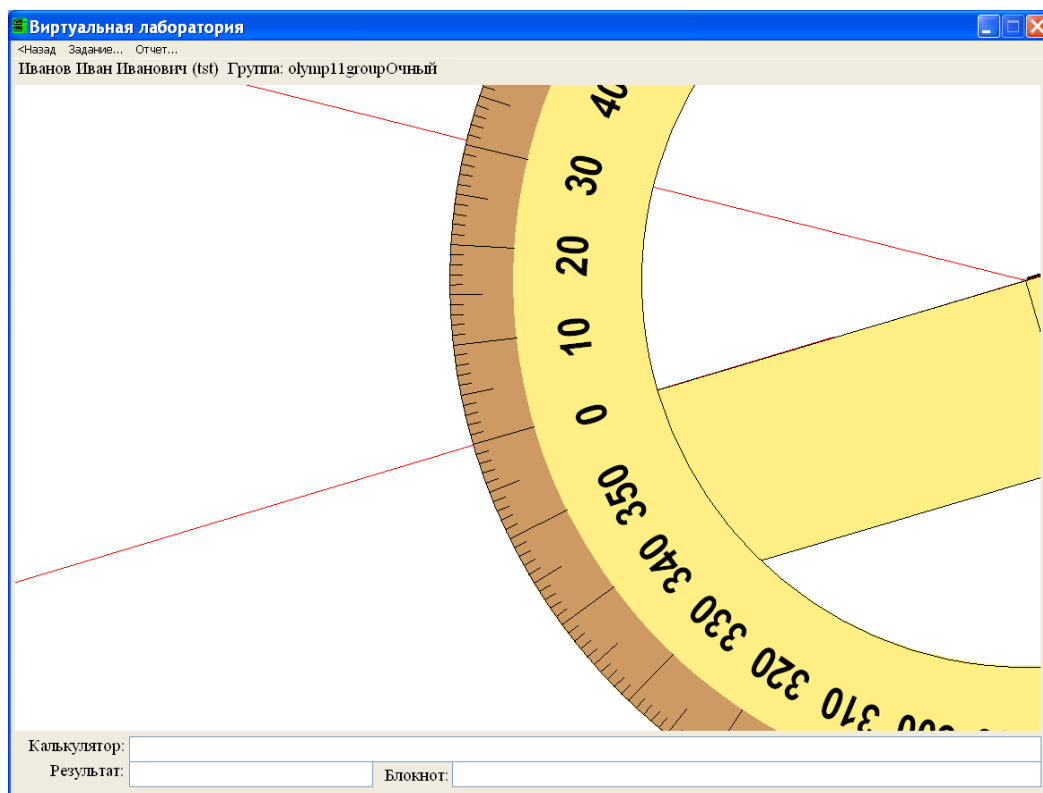 Виртуальная лаборатория
<Назад Задание... Отчет...
Иванов Иван Иванович (tst) Группа: olymp11groupОчный
40
30
20
10
0
350
340
330
320
310
Калькулятор:
Результат:
Блокнот: